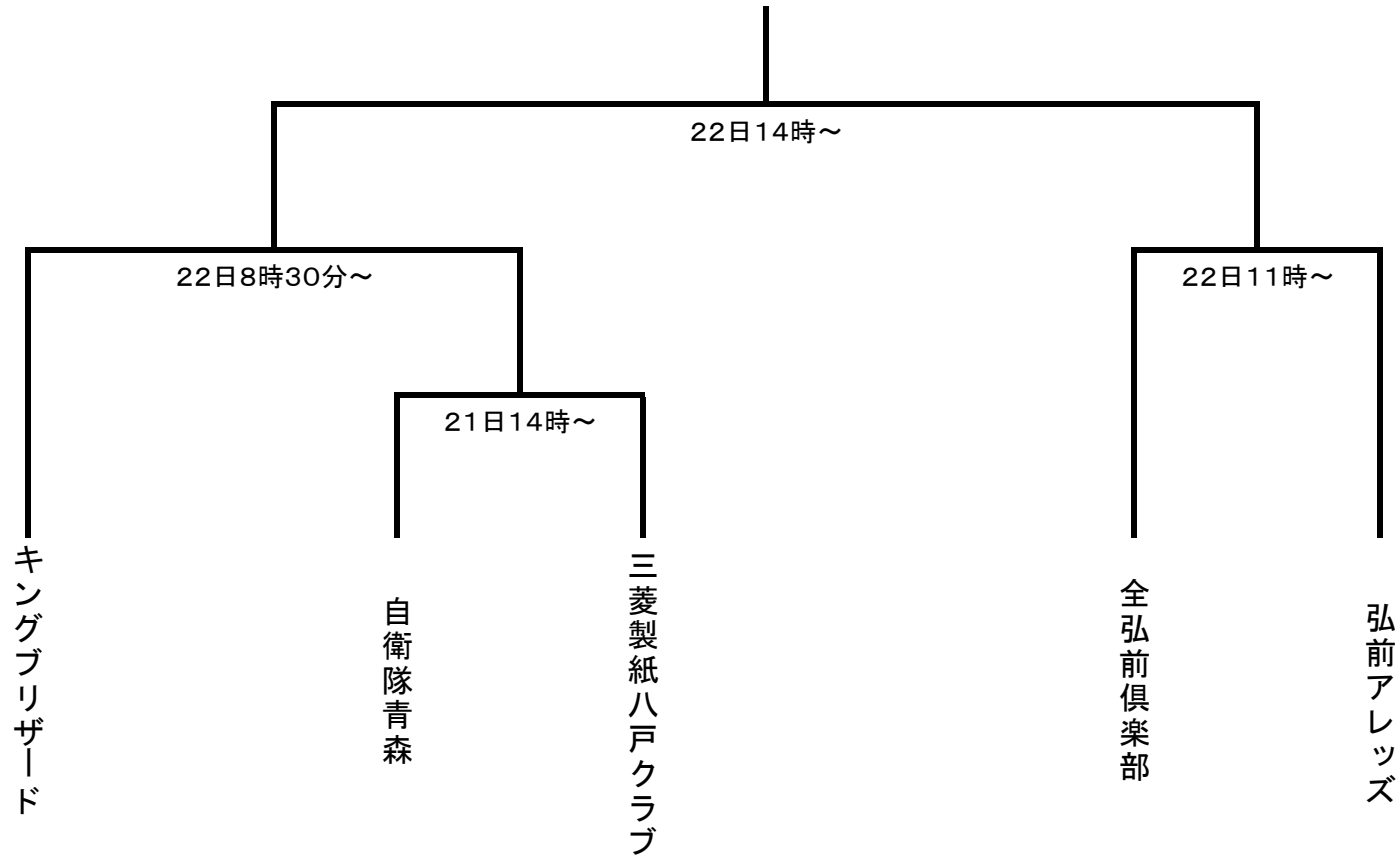 22日14時～
22日8時30分～
22日11時～
21日14時～
キングブリザード
自衛隊青森
三菱製紙八戸クラブ
全弘前倶楽部
弘前アレッズ